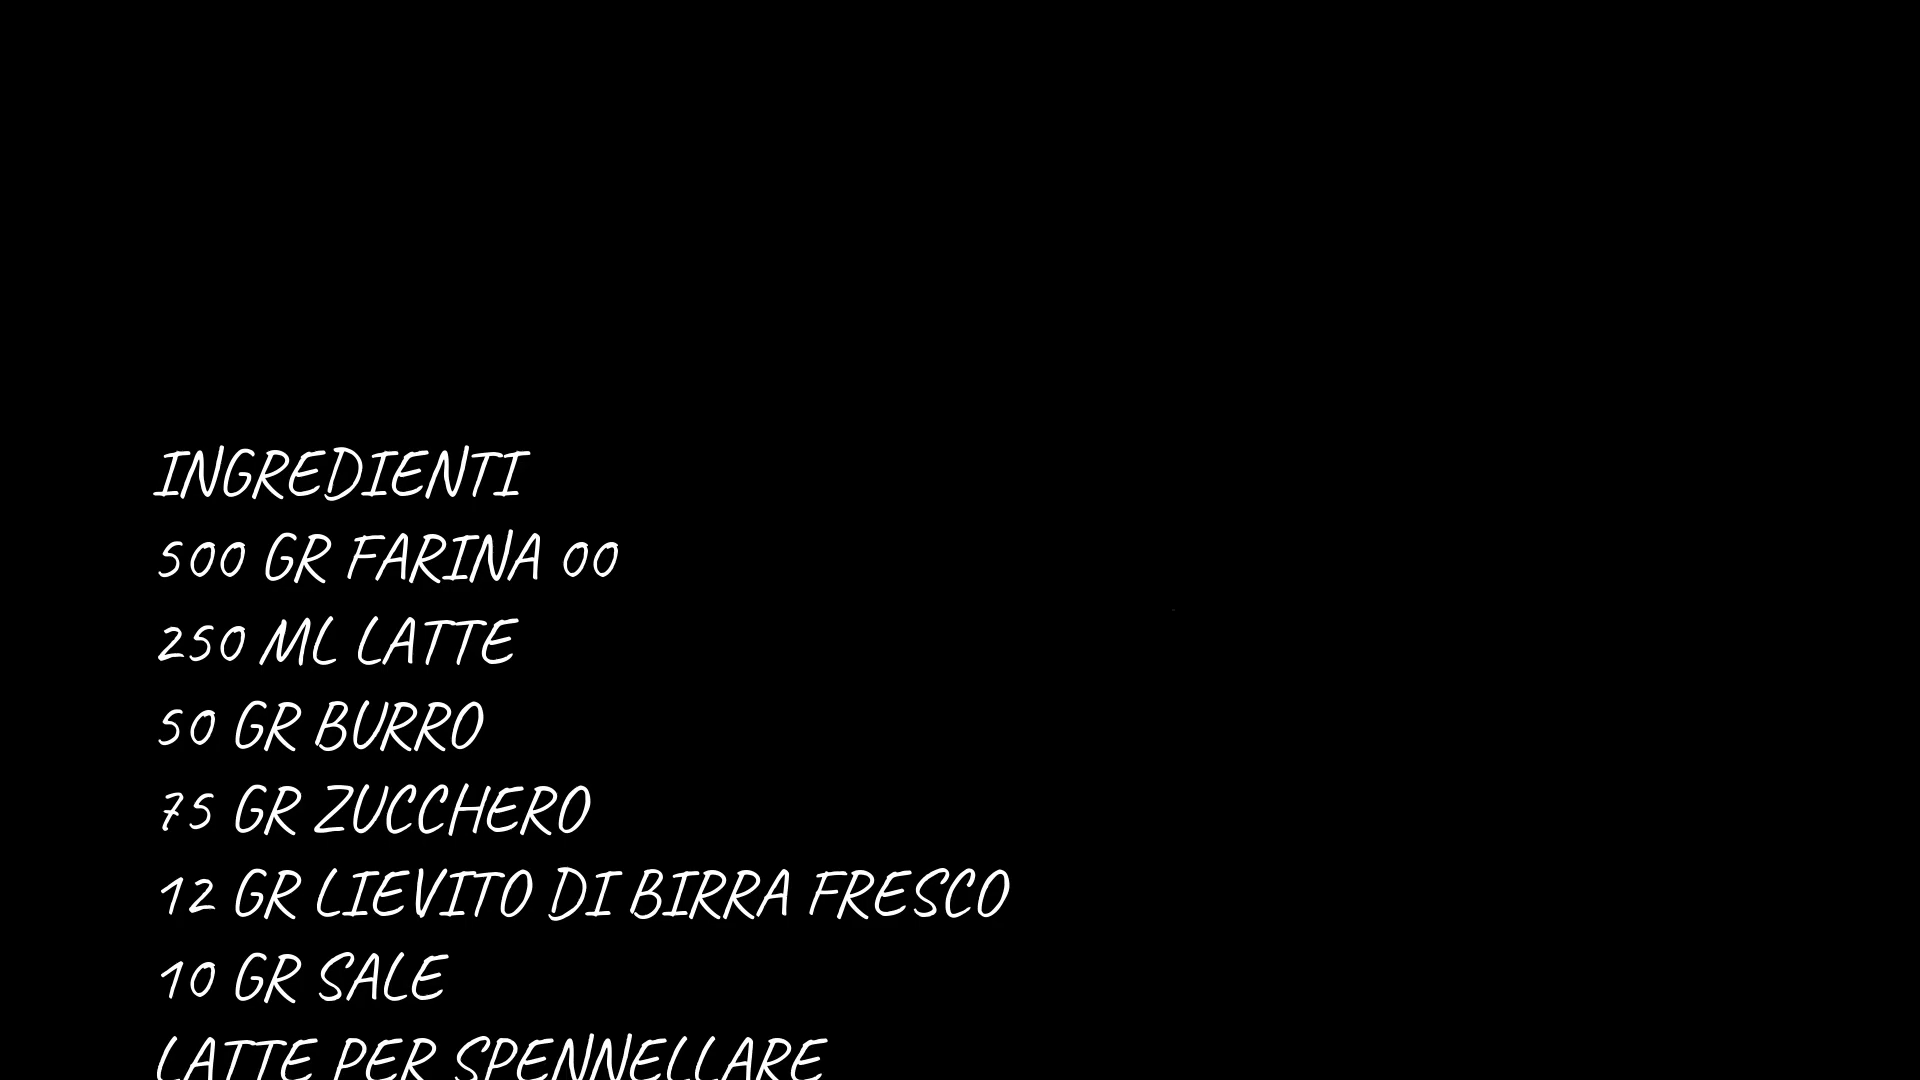 INGREDIENTI
500 GR FARINA 00
250 ML LATTE
50 GR BURRO
75 GR ZUCCHERO
12 GR LIEVITO DI BIRRA FRESCO
10 GR SALE
LATTE PER SPENNELLARE